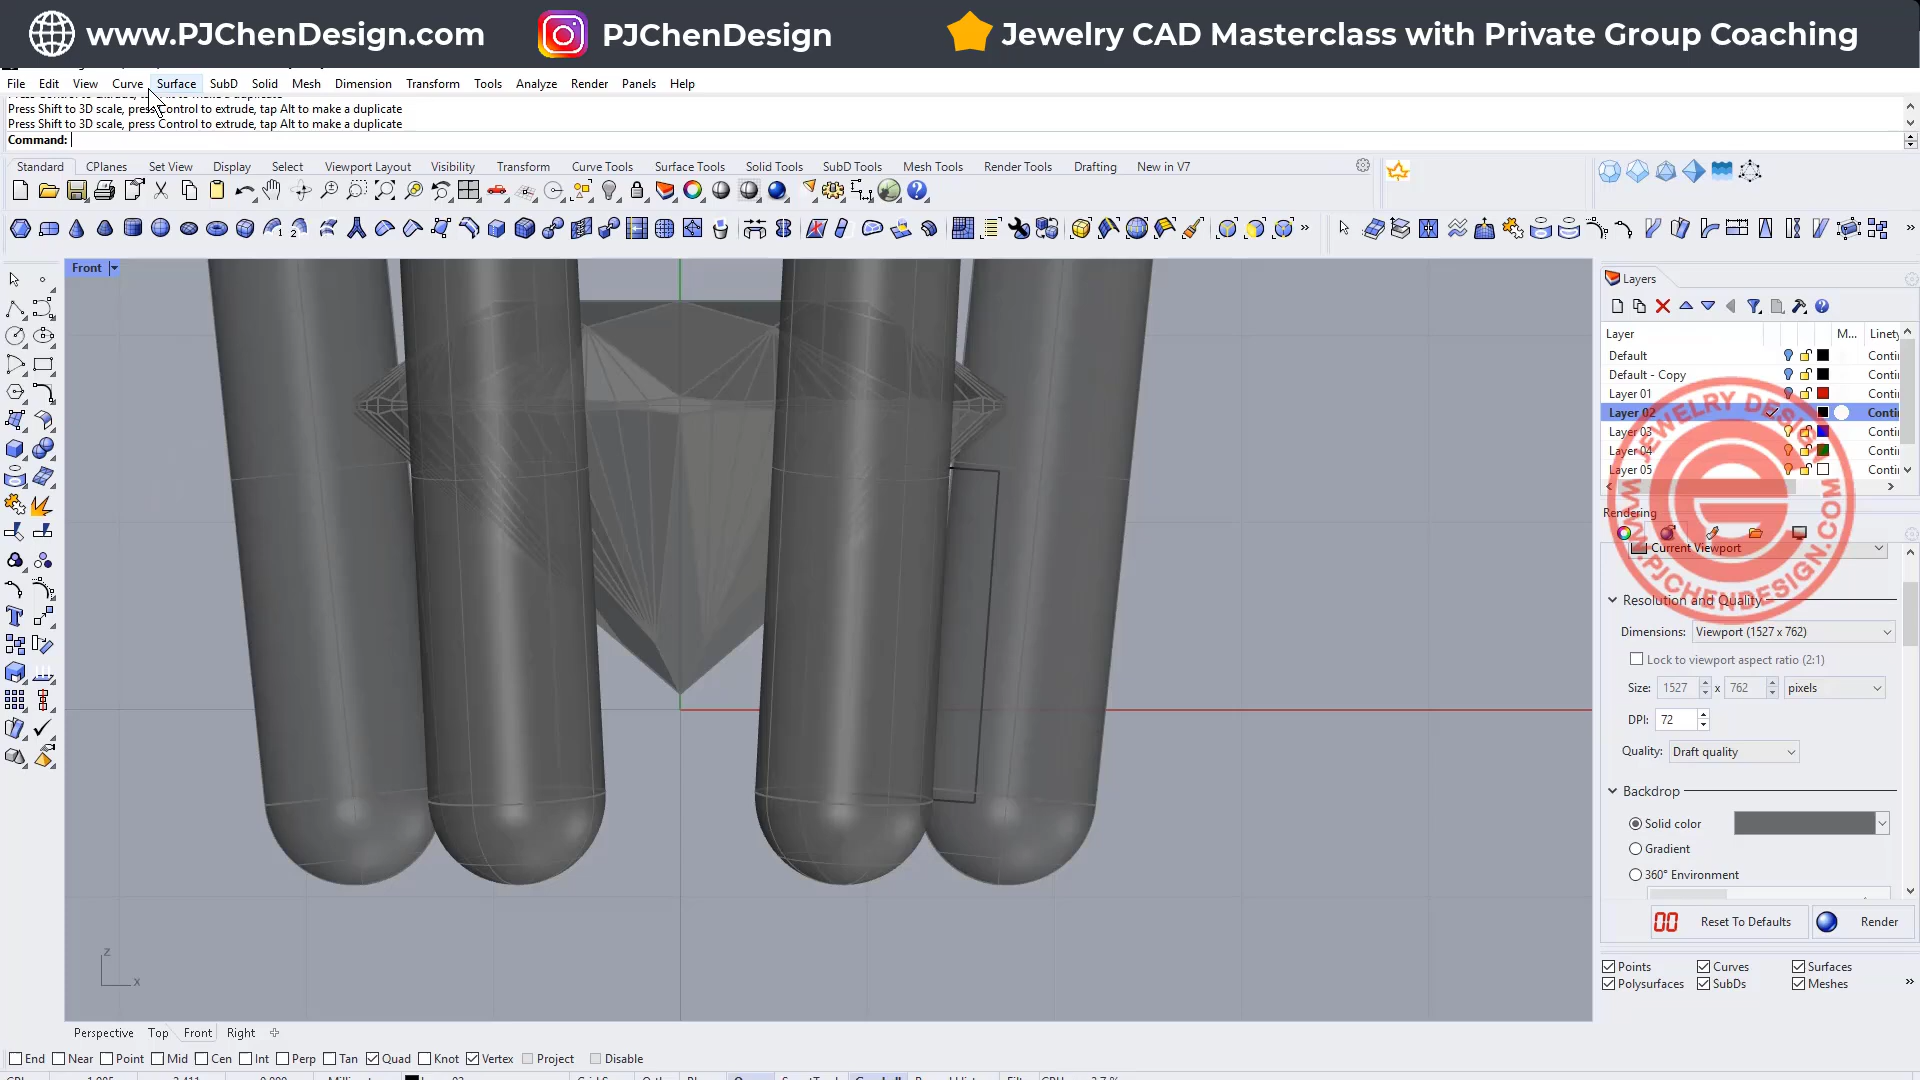 www.PJChenDesign.com
PJChenDesign
Jewelry CAD Masterclass with Private Group Coaching
File Edit View Curve Surface SubD Solid Mesh Dimension Transform Tools Analyze Render Panels Help
Press Shift to 3D scale, press Control to extrude, tap Alt to make a duplicate
Press Shift to 3D scale, press Control to extrude, tap Alt to make a duplicate
Command:
Standard CPlanes Set View Display Select Viewport Layout Visibility Transform Curve Tools Surface Tools Solid Tools SubD Tools Mesh Tools Render Tools Drafting New in V7
Front
Layers
Layer M... Linety
Default Conti
Default - Copy Conti
Layer 01 Conti
Layer 02 Conti
Layer 03 Conti
Layer 04 Conti
Layer 05 Conti
JEWELRY DESIGN
WWW.PJCHENDESIGN.COM
Rendering
Current Viewport
Resolution and Quality
Dimensions: Viewport (1527 x 762)
Lock to viewport aspect ratio (2:1)
Size: 1527 x 762 pixels
DPI: 72
Quality: Draft quality
Backdrop
Solid color
Gradient
360° Environment
Reset To Defaults Render
Points Curves Surfaces
Polysurfaces SubDs Meshes
z
x
Perspective Top Front Right
End Near Point Mid Cen Int Perp Tan Quad Knot Vertex Project Disable